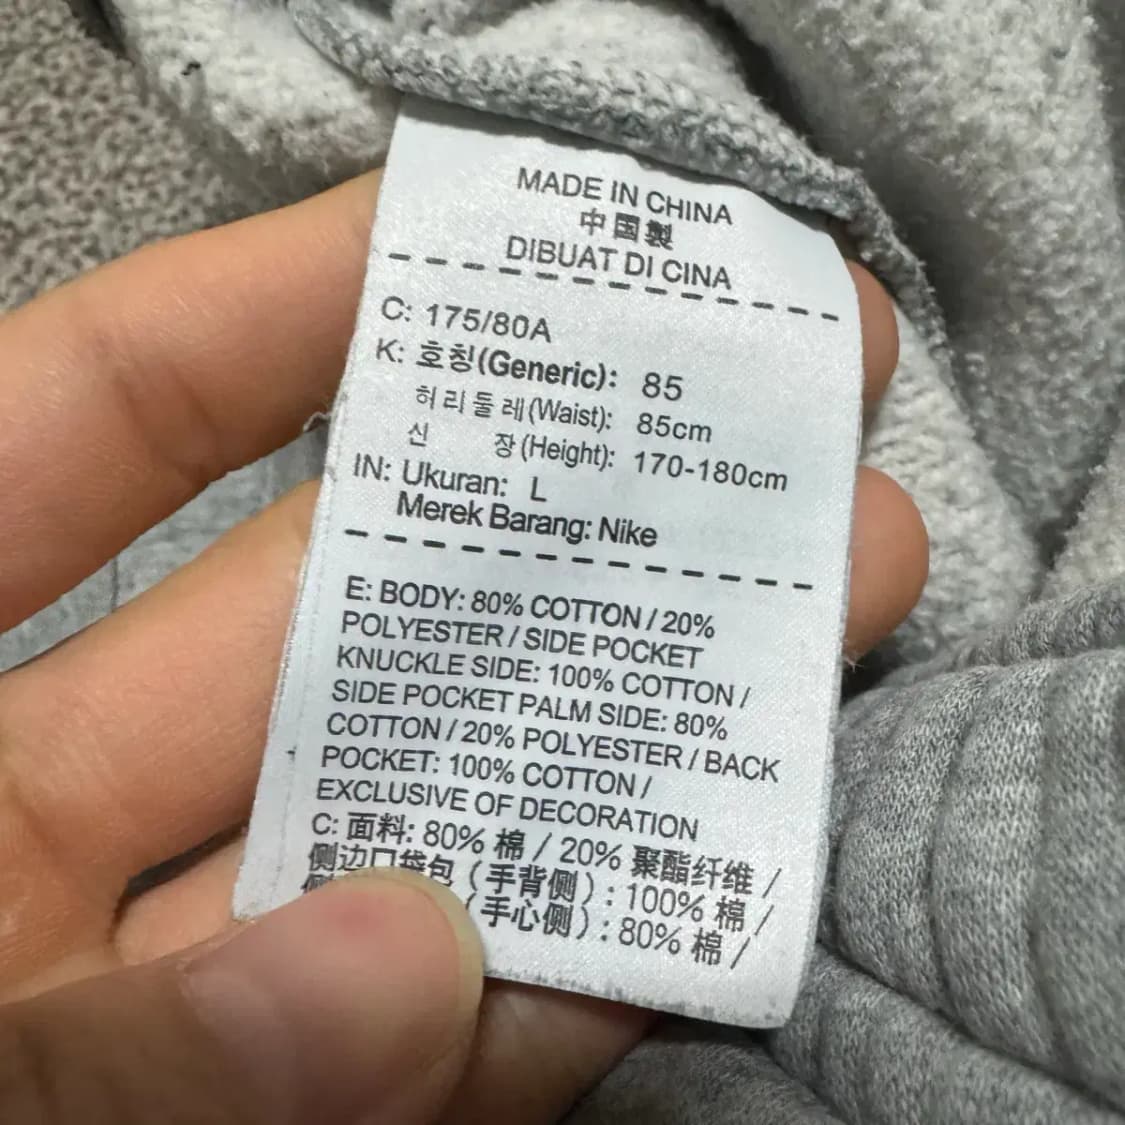 MADE IN CHINA
中国製
DIBUAT DI CINA
C: 175/80A
K: 호칭(Generic): 85
허리둘레(Waist): 85cm
신 장(Height): 170-180cm
IN: Ukuran: L
Merek Barang: Nike
E: BODY: 80% COTTON / 20%
POLYESTER / SIDE POCKET
KNUCKLE SIDE: 100% COTTON /
SIDE POCKET PALM SIDE: 80%
COTTON / 20% POLYESTER / BACK
POCKET: 100% COTTON /
EXCLUSIVE OF DECORATION
C: 面料: 80% 棉 / 20% 聚酯纤维 /
侧边口袋包（手背侧）: 100% 棉 /
（手心侧）: 80% 棉 /